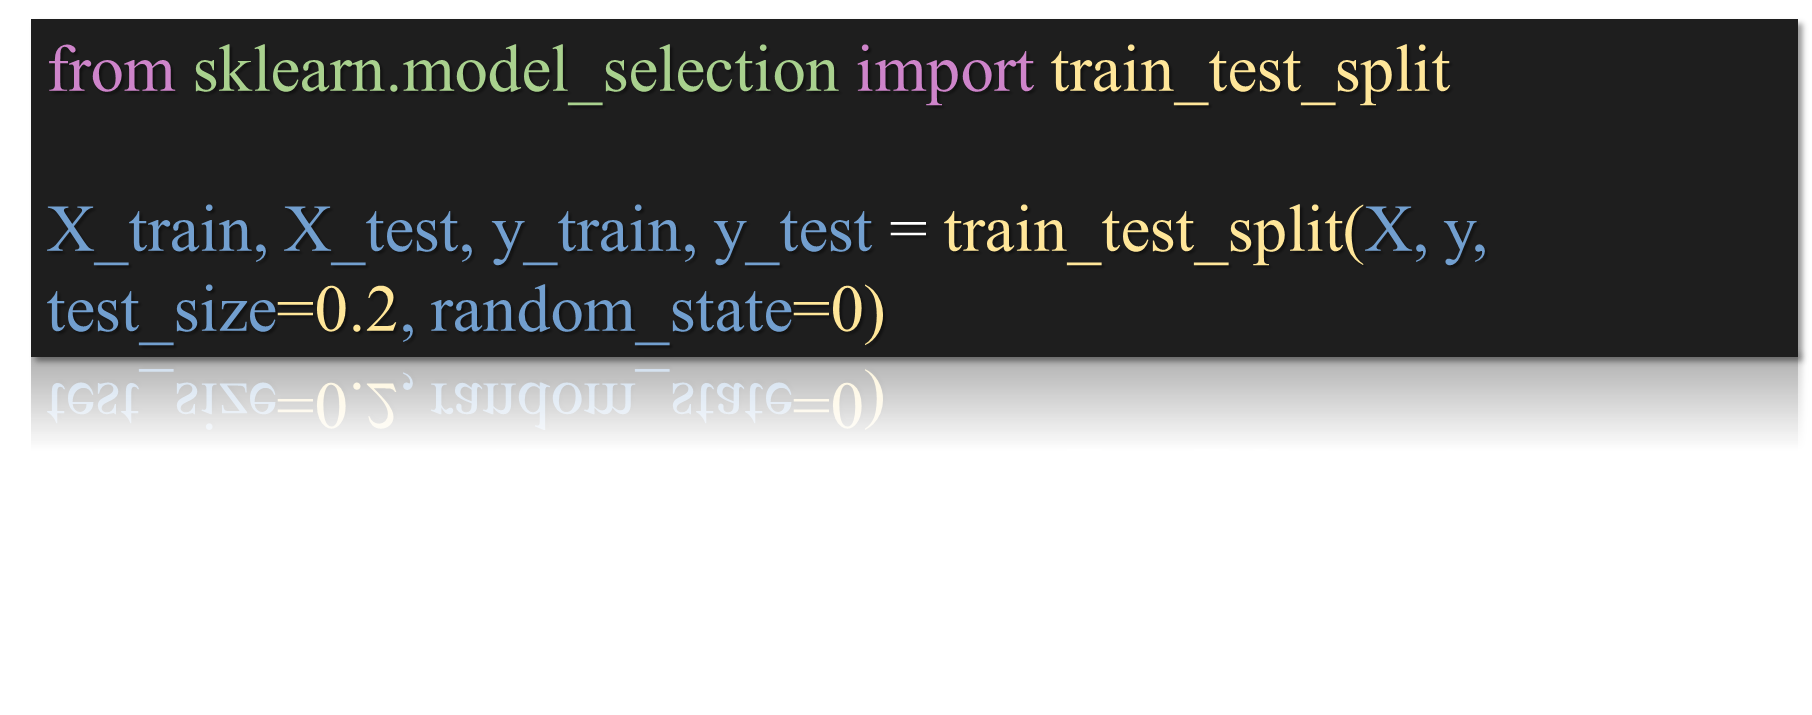 from sklearn.model_selection import train_test_split
X_train, X_test, y_train, y_test = train_test_split(X, y,
test_size=0.2, random_state=0)